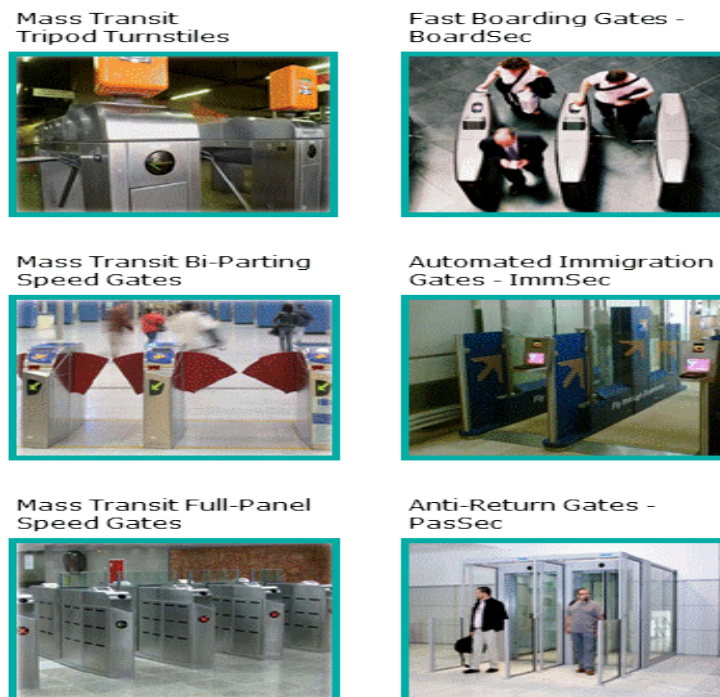 Mass Transit
Tripod Turnstiles
Fast Boarding Gates -
BoardSec
Mass Transit Bi-Parting
Speed Gates
Automated Immigration
Gates - ImmSec
Mass Transit Full-Panel
Speed Gates
Anti-Return Gates -
PasSec